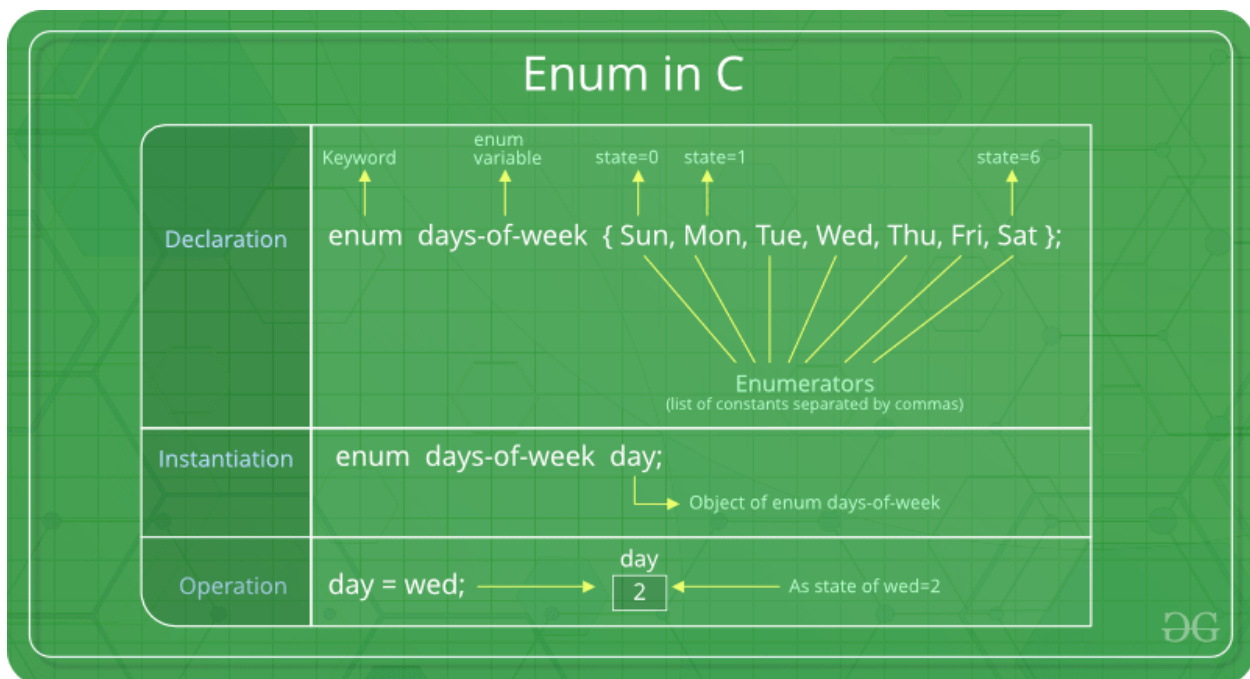 Enum in C
Keyword
enum
variable
state=0 state=1 state=6
Declaration
enum days-of-week { Sun, Mon, Tue, Wed, Thu, Fri, Sat };
Enumerators
(list of constants separated by commas)
Instantiation
enum days-of-week day;
Object of enum days-of-week
Operation
day = wed;
day
2
As state of wed=2